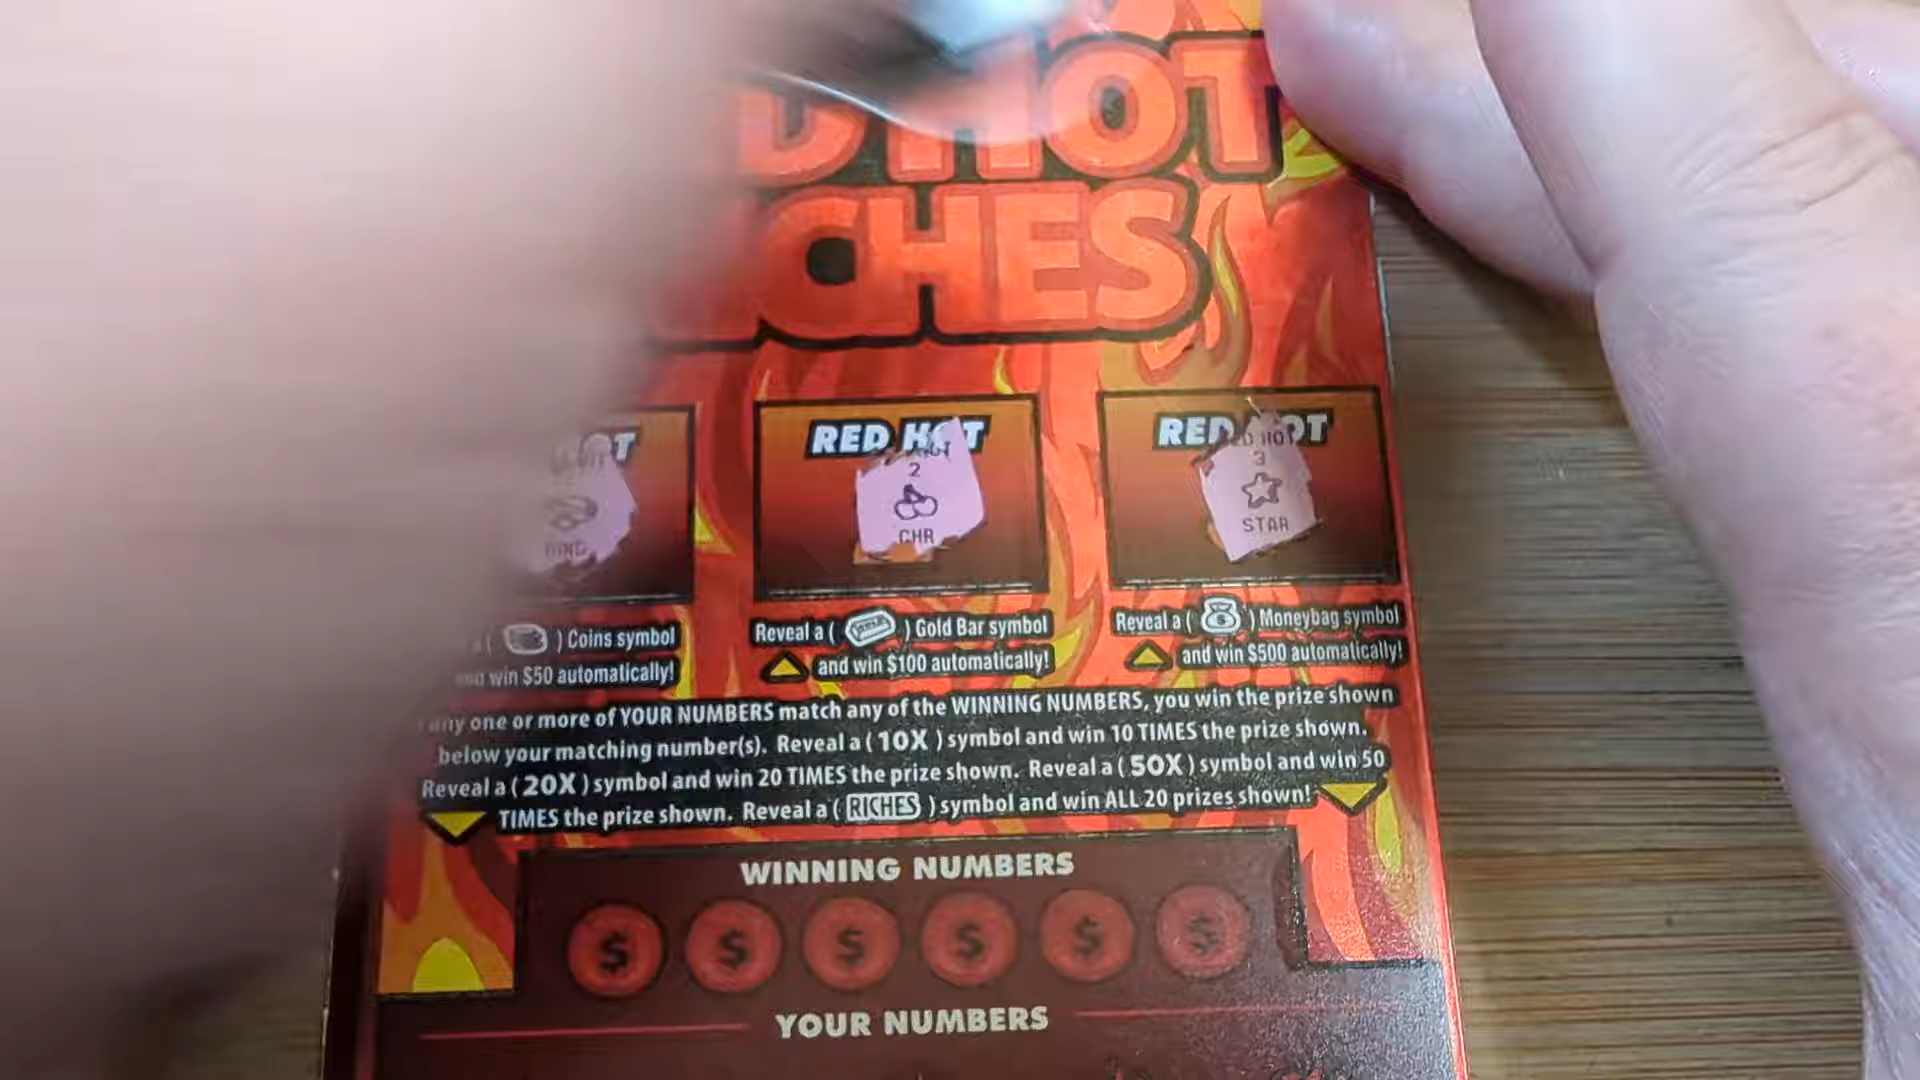 D HOT
CHES
OT
RED HOT
RED HOT
2
CHR
RED HOT
3
STAR
RING
( ) Coins symbol
and win $50 automatically!
Reveal a ( ) Gold Bar symbol
and win $100 automatically!
Reveal a ( ) Moneybag symbol
and win $500 automatically!
any one or more of YOUR NUMBERS match any of the WINNING NUMBERS, you win the prize shown
below your matching number(s). Reveal a ( 10X ) symbol and win 10 TIMES the prize shown.
Reveal a ( 20X ) symbol and win 20 TIMES the prize shown. Reveal a ( 50X ) symbol and win 50
TIMES the prize shown. Reveal a ( RICHES ) symbol and win ALL 20 prizes shown!
WINNING NUMBERS
$ $ $ $ $ $
YOUR NUMBERS